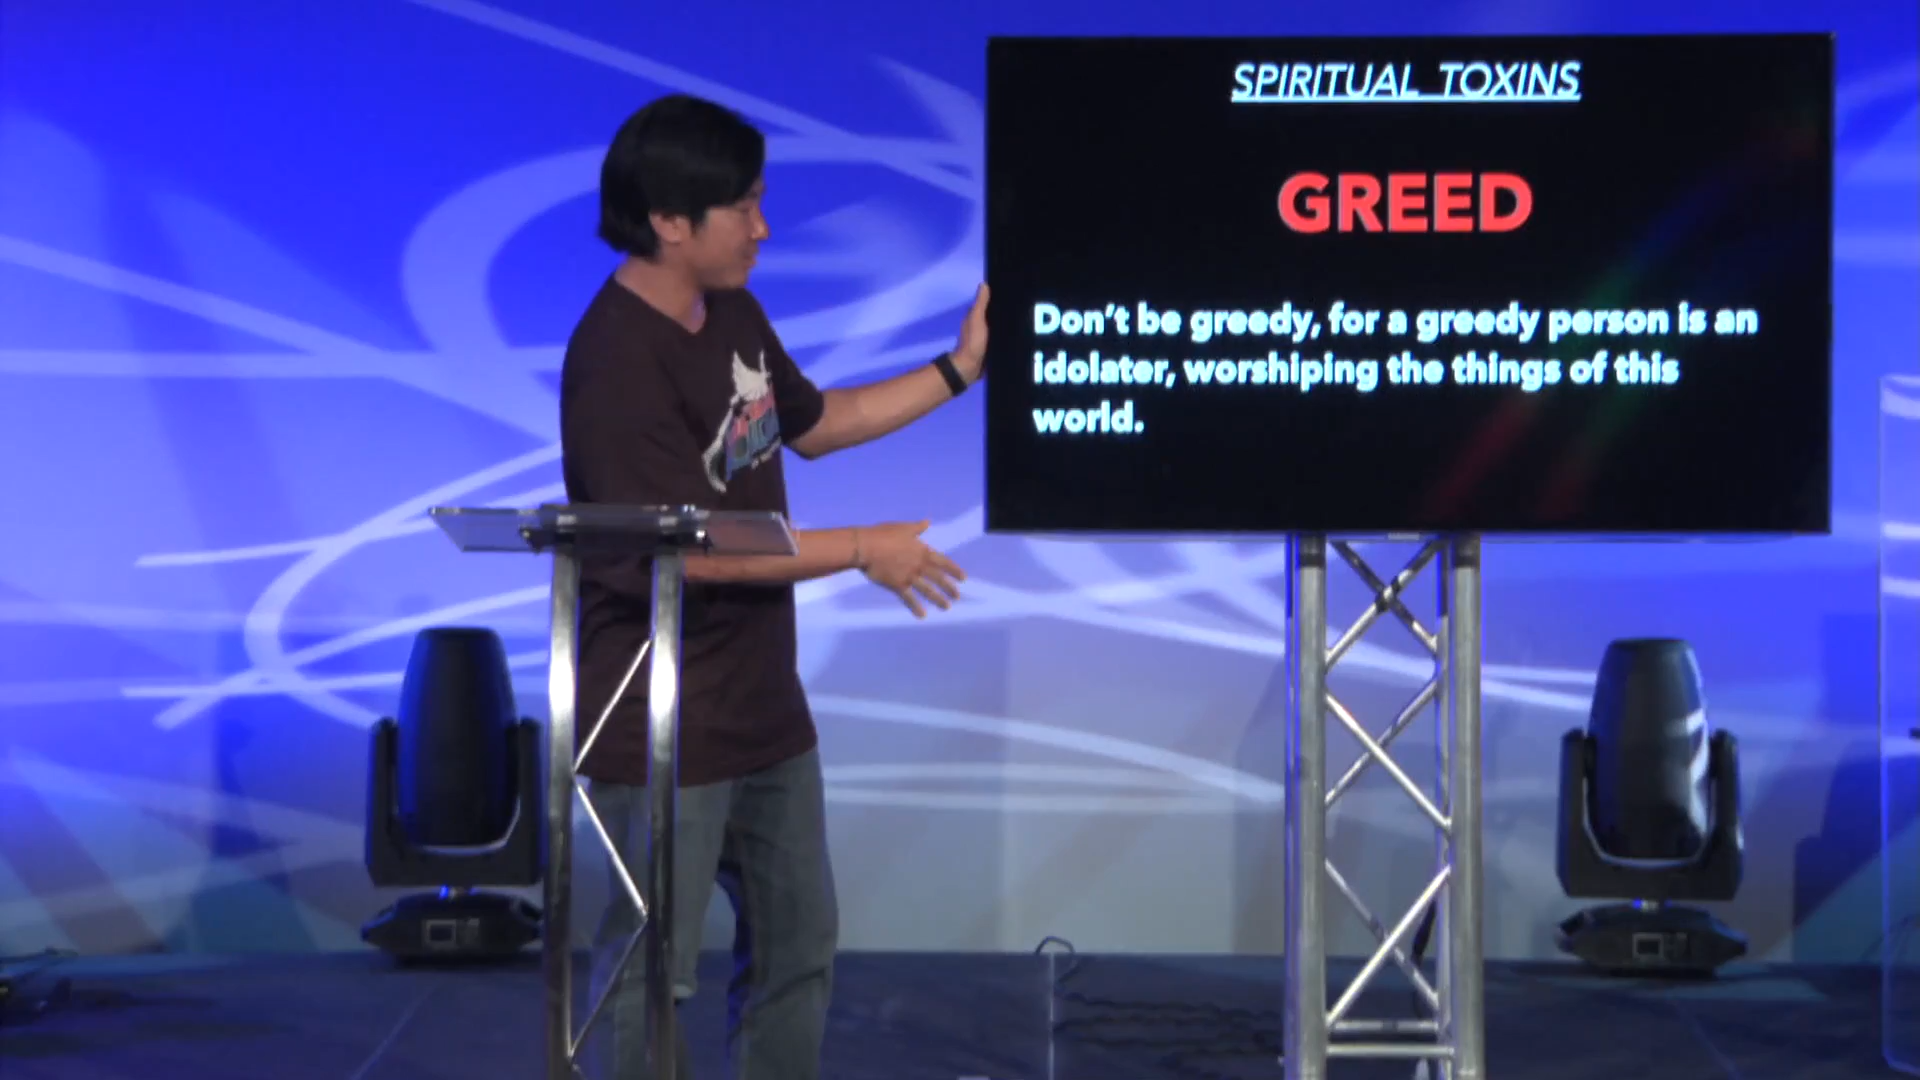 SPIRITUAL TOXINS
GREED
Don't be greedy, for a greedy person is an
idolater, worshiping the things of this
world.